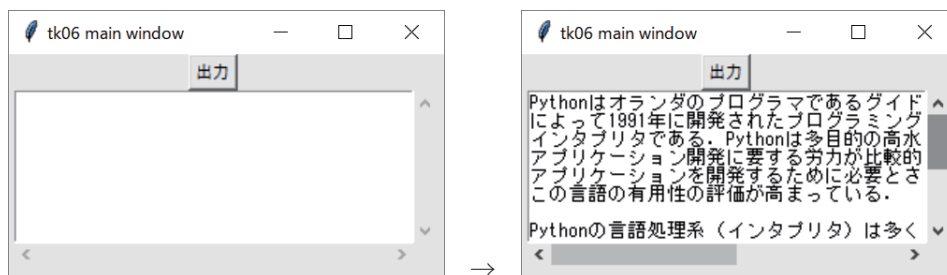 tk06 main window
出力
→
tk06 main window
出力
Pythonはオランダのプログラマであるグイド
によって1991年に開発されたプログラミング
インタプリタである．Pythonは多目的の高水
アプリケーション開発に要する労力が比較的
アプリケーションを開発するために必要とさ
この言語の有用性の評価が高まっている．
Pythonの言語処理系（インタプリタ）は多く